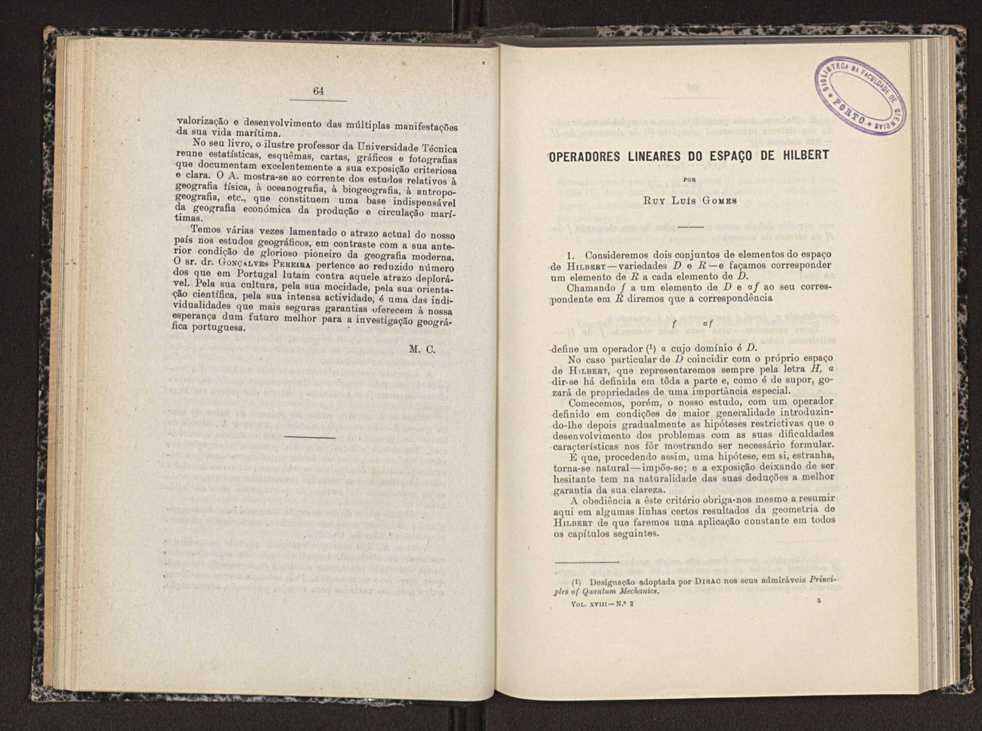 64
valorização e desenvolvimento das múltiplas manifestações
da sua vida marítima.
No seu livro, o ilustre professor da Universidade Técnica
reune estatísticas, esquêmas, cartas, gráficos e fotografias
que documentam excelentemente a sua exposição criteriosa
e clara. O A. mostra-se ao corrente dos estudos relativos à
geografia física, à oceanografia, à biogeografia, à antropo-
geografia, etc., que constituem uma base indispensável
da geografia económica da produção e circulação marí-
timas.
Temos várias vezes lamentado o atrazo actual do nosso
país nos estudos geográficos, em contraste com a sua ante-
rior condição de glorioso pioneiro da geografia moderna.
O sr. dr. GONÇALVES PEREIRA pertence ao reduzido número
dos que em Portugal lutam contra aquele atrazo deplorá-
vel. Pela sua cultura, pela sua mocidade, pela sua orienta-
ção científica, pela sua intensa actividade, é uma das indi-
vidualidades que mais seguras garantias oferecem à nossa
esperança dum futuro melhor para a investigação geográ-
fica portuguesa.
M. C.
BIBLIOTECA DA FACULDADE DE CIENCIAS
* PORTO *
OPERADORES LINEARES DO ESPAÇO DE HILBERT
POR
RUY LUÍS GOMES
1. Consideremos dois conjuntos de elementos do espaço
de HILBERT — variedades D e R — e façamos corresponder
um elemento de R a cada elemento de D.
Chamando f a um elemento de D e af ao seu corres-
pondente em R diremos que a correspondência
f af
define um operador (1) a cujo domínio é D.
No caso particular de D coincidir com o próprio espaço
de HILBERT, que representaremos sempre pela letra H, a
dir-se há definida em tôda a parte e, como é de supor, go-
zará de propriedades de uma importância especial.
Comecemos, porém, o nosso estudo, com um operador
definido em condições de maior generalidade introduzin-
do-lhe depois gradualmente as hipóteses restrictivas que o
desenvolvimento dos problemas com as suas dificuldades
características nos fôr mostrando ser necessário formular.
É que, procedendo assim, uma hipótese, em si, estranha,
torna-se natural — impõe-se; e a exposição deixando de ser
hesitante tem na naturalidade das suas deduções a melhor
garantia da sua clareza.
A obediência a êste critério obriga-nos mesmo a resumir
aqui em algumas linhas certos resultados da geometria de
HILBERT de que faremos uma aplicação constante em todos
os capítulos seguintes.
(1) Designação adoptada por DIRAC nos seus admiráveis Princi-
ples of Quentum Mechanics.
VOL. XVIII — N.º 2 5